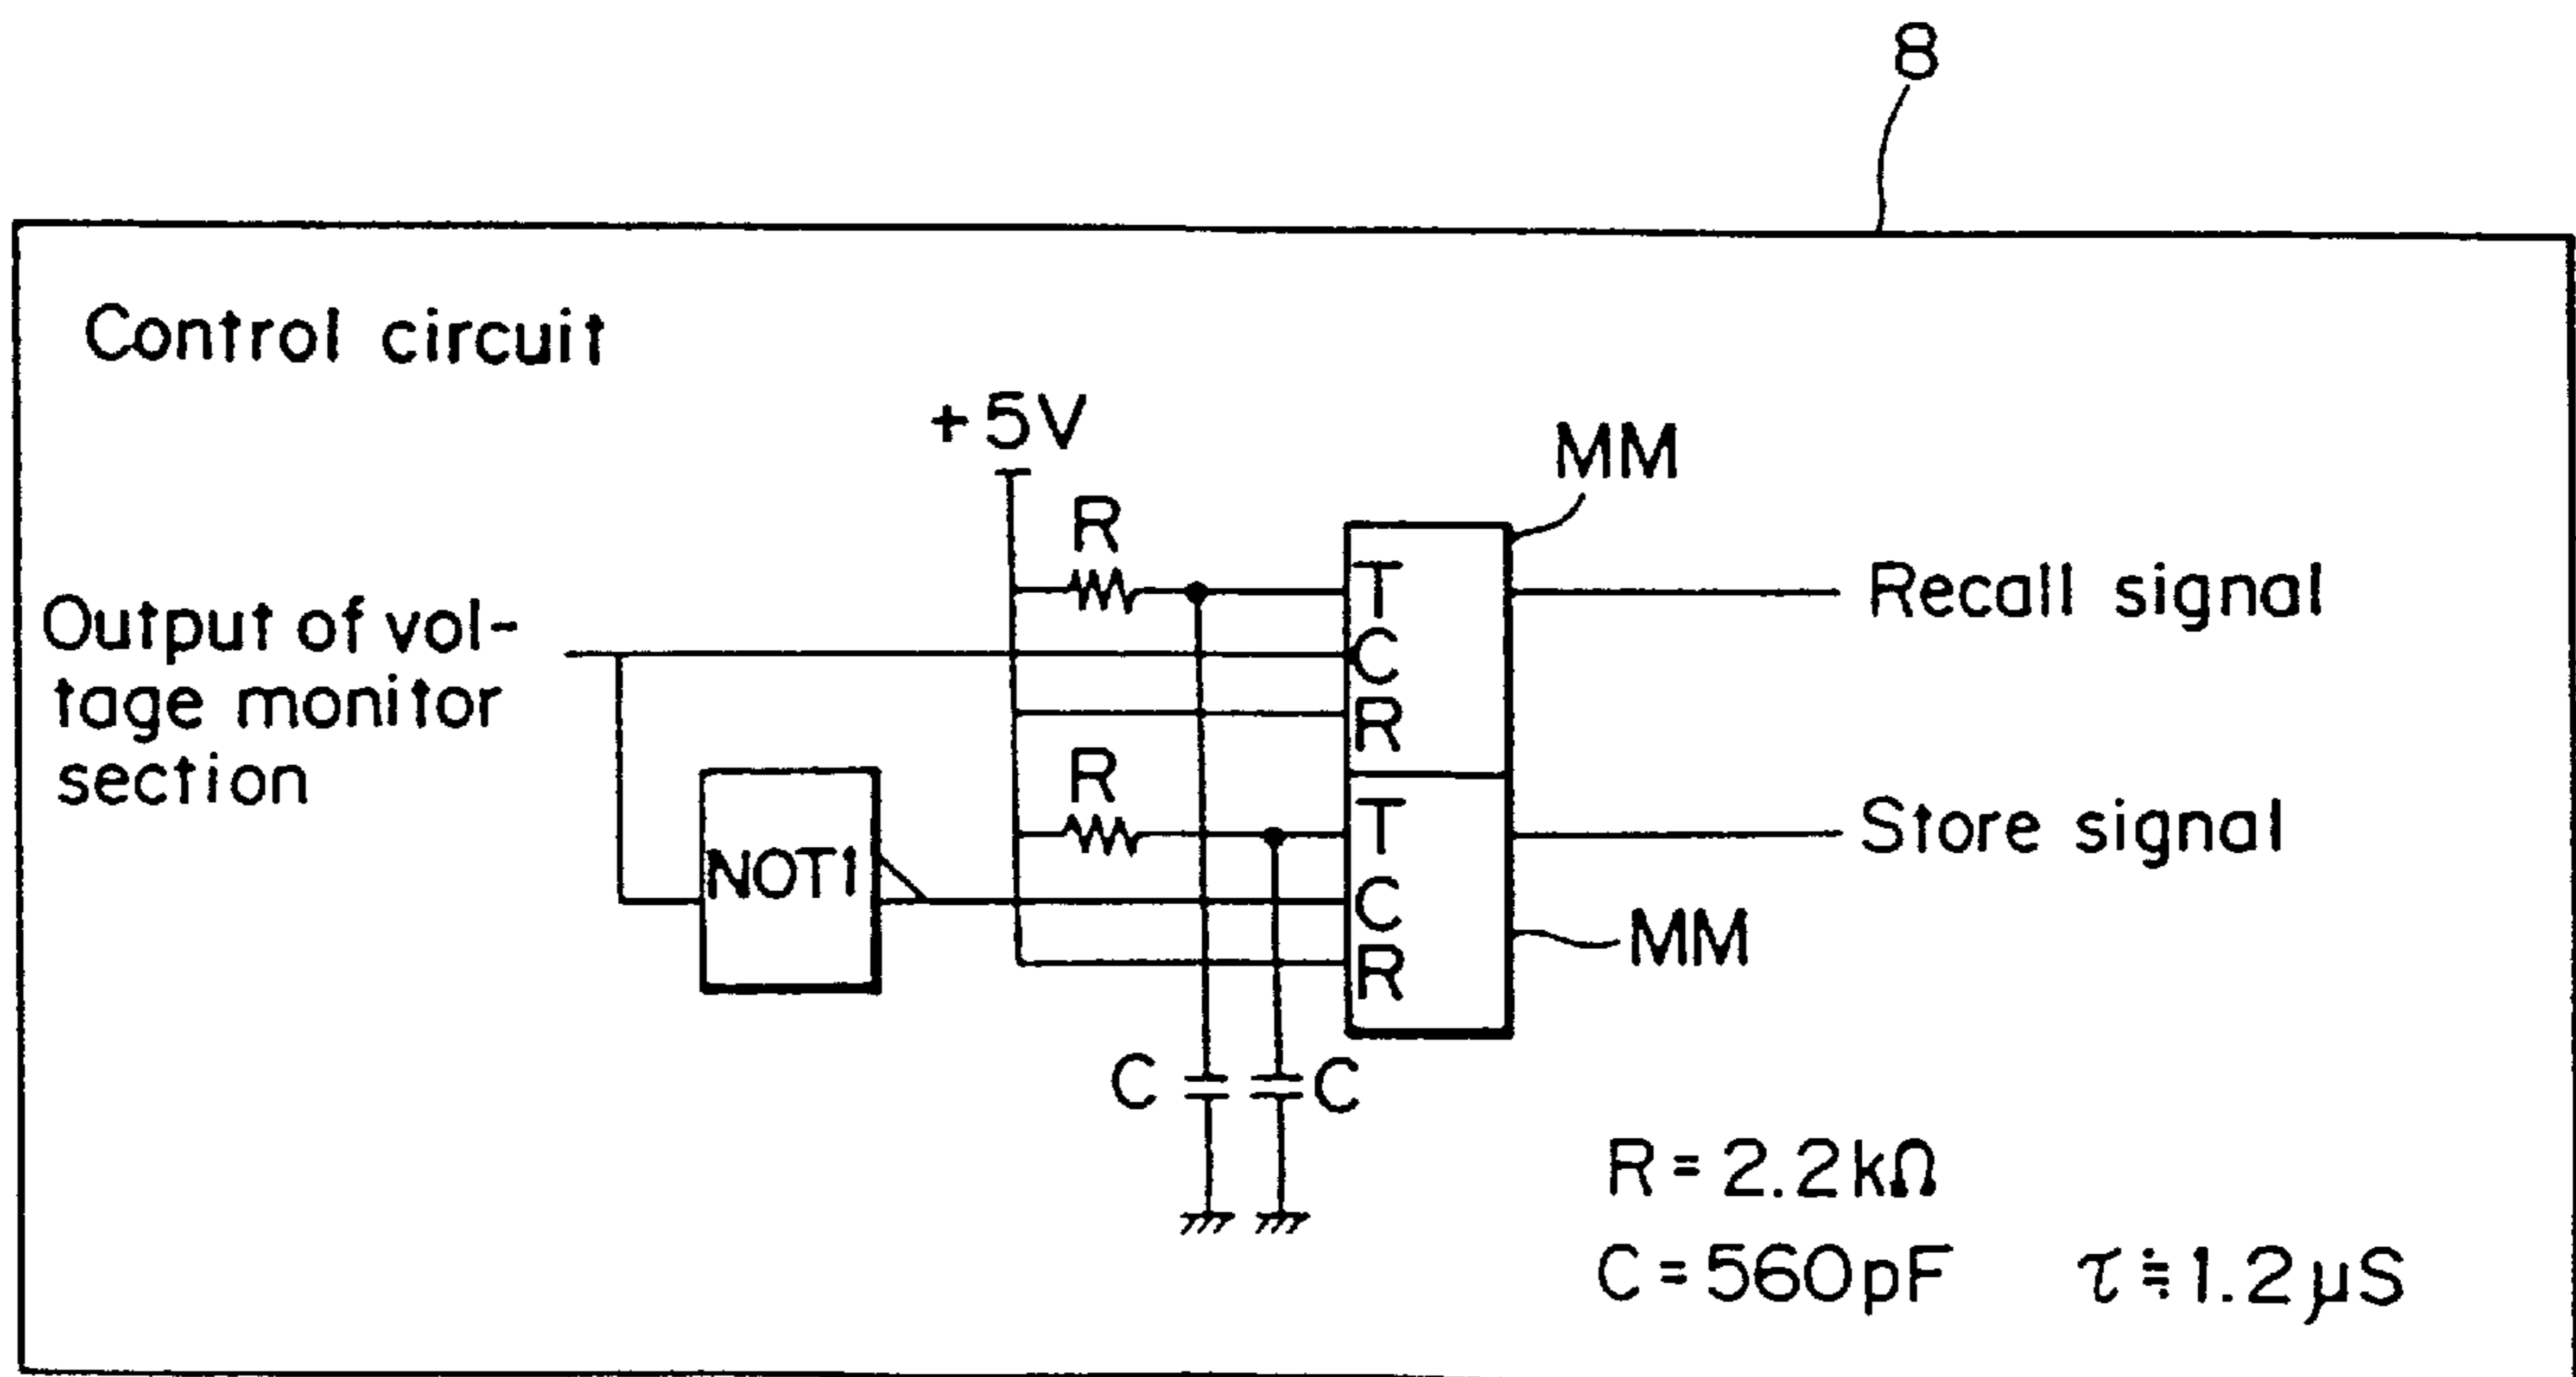 8
Control circuit
+5V
MM
R
T
Recall signal
Output of vol-
tage monitor
section
C
R
R
T
Store signal
NOT1
C
MM
R
C
C
R = 2.2kΩ
C = 560pF
τ ≒ 1.2μS